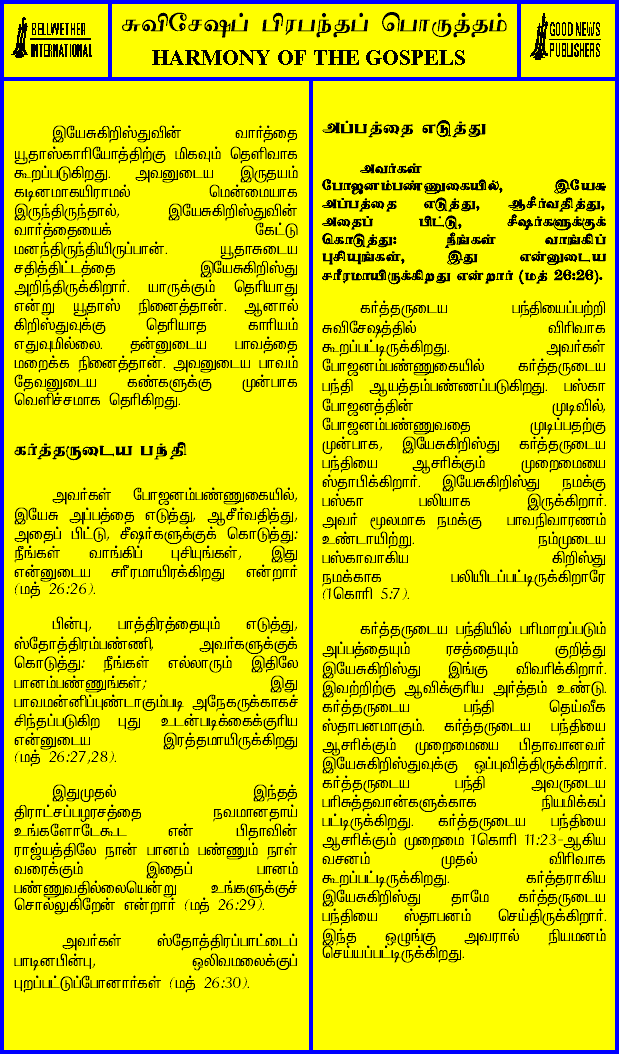 BELLWETHER
INTERNATIONAL
சுவிசேஷப் பிரபந்தப் பொருத்தம்
HARMONY OF THE GOSPELS
GOOD NEWS
PUBLISHERS
இயேசுகிறிஸ்துவின் வார்த்தை
யூதாஸ்காரியோத்திற்கு மிகவும் தெளிவாக
கூறப்படுகிறது. அவனுடைய இருதயம்
கடினமாகயிராமல் மென்மையாக
இருந்திருந்தால், இயேசுகிறிஸ்துவின்
வார்த்தையைக் கேட்டு
மனந்திருந்தியிருப்பான். யூதாசுடைய
சதித்திட்டத்தை இயேசுகிறிஸ்து
அறிந்திருக்கிறார். யாருக்கும் தெரியாது
என்று யூதாஸ் நினைத்தான். ஆனால்
கிறிஸ்துவுக்கு தெரியாத காரியம்
எதுவுமில்லை. தன்னுடைய பாவத்தை
மறைக்க நினைத்தான். அவனுடைய பாவம்
தேவனுடைய கண்களுக்கு முன்பாக
வெளிச்சமாக தெரிகிறது.
கர்த்தருடைய பந்தி
அவர்கள் போஜனம்பண்ணுகையில்,
இயேசு அப்பத்தை எடுத்து, ஆசீர்வதித்து,
அதைப் பிட்டு, சீஷர்களுக்குக் கொடுத்து:
நீங்கள் வாங்கிப் புசியுங்கள், இது
என்னுடைய சரீரமாயிரக்கிறது என்றார்
(மத் 26:26).
பின்பு, பாத்திரத்தையும் எடுத்து,
ஸ்தோத்திரம்பண்ணி, அவர்களுக்குக்
கொடுத்து: நீங்கள் எல்லாரும் இதிலே
பானம்பண்ணுங்கள்; இது
பாவமன்னிப்புண்டாகும்படி அநேகருக்காகச்
சிந்தப்படுகிற புது உடன்படிக்கைக்குரிய
என்னுடைய இரத்தமாயிருக்கிறது
(மத் 26:27,28).
இதுமுதல் இந்தத்
திராட்சப்பழரசத்தை நவமானதாய்
உங்களோடேகூட என் பிதாவின்
ராஜ்யத்திலே நான் பானம் பண்ணும் நாள்
வரைக்கும் இதைப் பானம்
பண்ணுவதில்லையென்று உங்களுக்குச்
சொல்லுகிறேன் என்றார் (மத் 26:29).
அவர்கள் ஸ்தோத்திரப்பாட்டைப்
பாடினபின்பு, ஒலிவமலைக்குப்
புறப்பட்டுப்போனார்கள் (மத் 26:30).
அப்பத்தை எடுத்து
அவர்கள்
போஜனம்பண்ணுகையில், இயேசு
அப்பத்தை எடுத்து, ஆசீர்வதித்து,
அதைப் பிட்டு, சீஷர்களுக்குக்
கொடுத்து: நீங்கள் வாங்கிப்
புசியுங்கள், இது என்னுடைய
சரீரமாயிருக்கிறது என்றார் (மத் 26:26).
கர்த்தருடைய பந்தியைப்பற்றி
சுவிசேஷத்தில் விரிவாக
கூறப்பட்டிருக்கிறது. அவர்கள்
போஜனம்பண்ணுகையில் கர்த்தருடைய
பந்தி ஆயத்தம்பண்ணப்படுகிறது. பஸ்கா
போஜனத்தின் முடிவில்,
போஜனம்பண்ணுவதை முடிப்பதற்கு
முன்பாக, இயேசுகிறிஸ்து கர்த்தருடைய
பந்தியை ஆசரிக்கும் முறைமையை
ஸ்தாபிக்கிறார். இயேசுகிறிஸ்து நமக்கு
பஸ்கா பலியாக இருக்கிறார்.
அவர் மூலமாக நமக்கு பாவநிவாரணம்
உண்டாயிற்று. நம்முடைய
பஸ்காவாகிய கிறிஸ்து
நமக்காக பலியிடப்பட்டிருக்கிறாரே
(1கொரி 5:7).
கர்த்தருடைய பந்தியில் பரிமாறப்படும்
அப்பத்தையும் ரசத்தையும் குறித்து
இயேசுகிறிஸ்து இங்கு விவரிக்கிறார்.
இவற்றிற்கு ஆவிக்குரிய அர்த்தம் உண்டு.
கர்த்தருடைய பந்தி தெய்வீக
ஸ்தாபனமாகும். கர்த்தருடைய பந்தியை
ஆசரிக்கும் முறைமையை பிதாவானவர்
இயேசுகிறிஸ்துவுக்கு ஒப்புவித்திருக்கிறார்.
கர்த்தருடைய பந்தி அவருடைய
பரிசுத்தவான்களுக்காக நியமிக்கப்
பட்டிருக்கிறது. கர்த்தருடைய பந்தியை
ஆசரிக்கும் முறைமை 1கொரி 11:23-ஆகிய
வசனம் முதல் விரிவாக
கூறப்பட்டிருக்கிறது. கர்த்தராகிய
இயேசுகிறிஸ்து தாமே கர்த்தருடைய
பந்தியை ஸ்தாபனம் செய்திருக்கிறார்.
இந்த ஒழுங்கு அவரால் நியமனம்
செய்யப்பட்டிருக்கிறது.